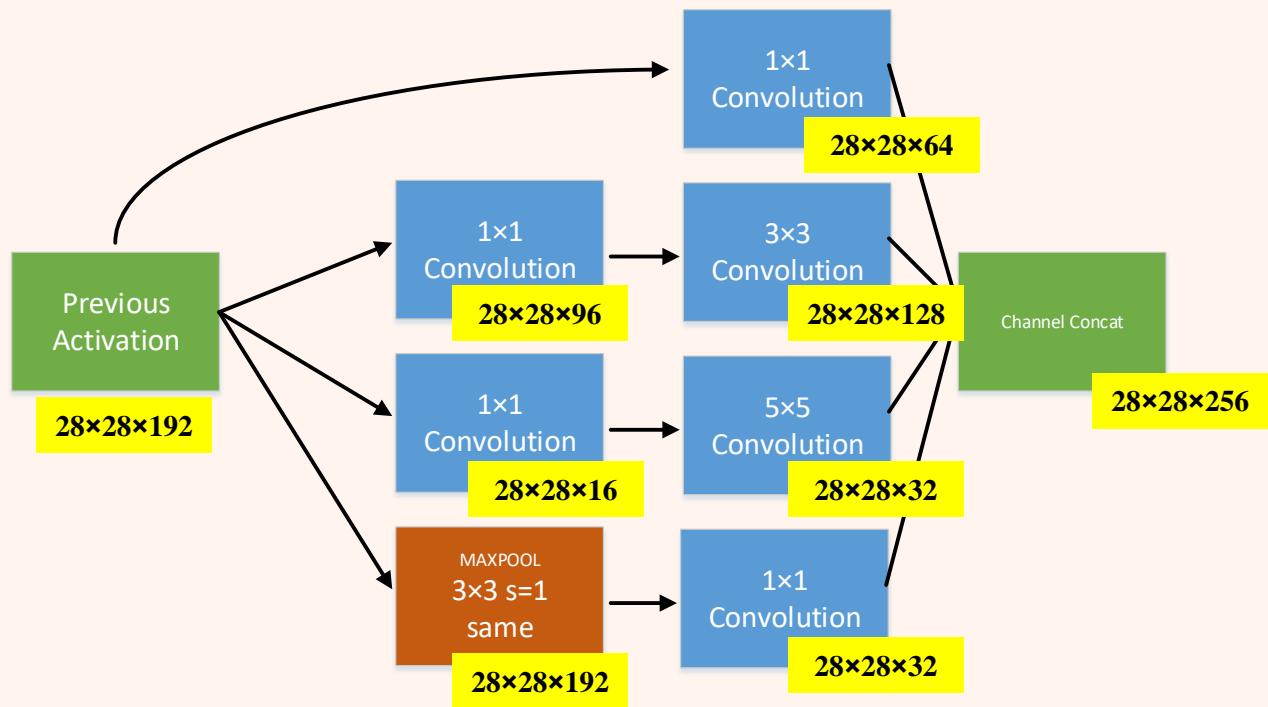 1×1
Convolution
28×28×64
1×1
Convolution
28×28×96
3×3
Convolution
28×28×128
Previous
Activation
28×28×192
Channel Concat
28×28×256
1×1
Convolution
28×28×16
5×5
Convolution
28×28×32
MAXPOOL
3×3 s=1
same
28×28×192
1×1
Convolution
28×28×32